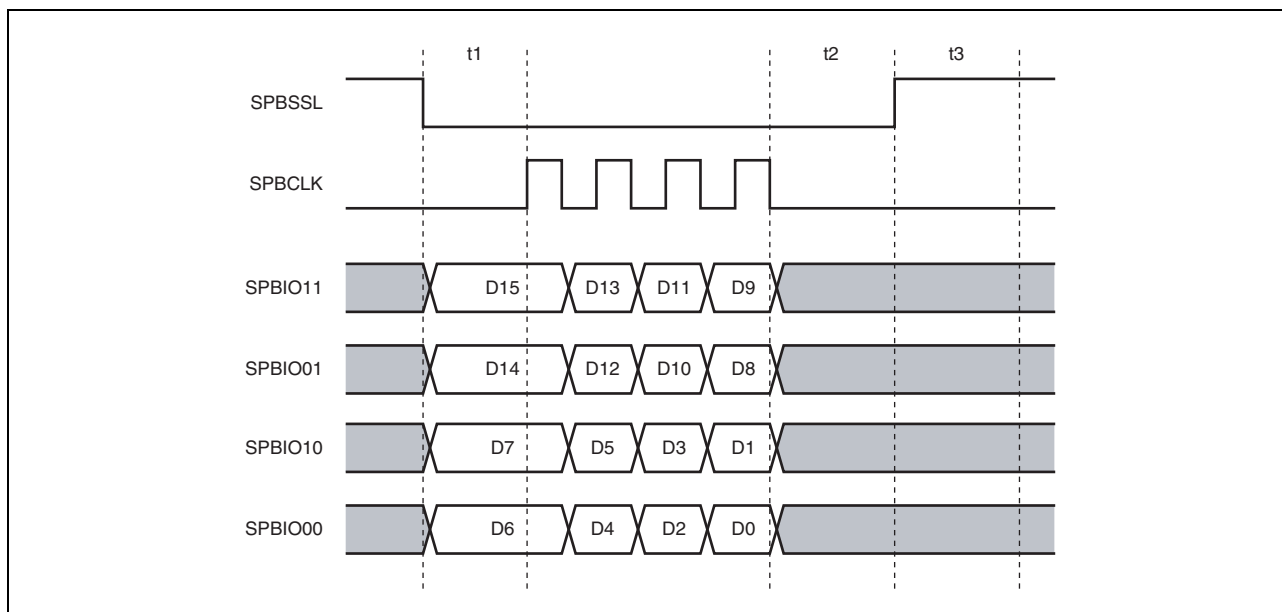 t1 t2 t3
SPBSSL
SPBCLK
SPBIO11 D15 D13 D11 D9
SPBIO01 D14 D12 D10 D8
SPBIO10 D7 D5 D3 D1
SPBIO00 D6 D4 D2 D0